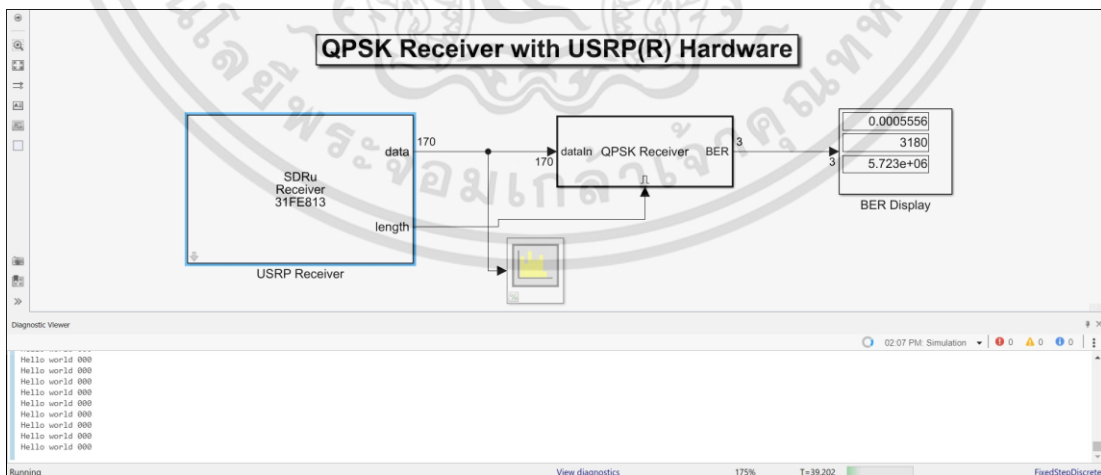 QPSK Receiver with USRP(R) Hardware
data
170
SDRu
Receiver
31FE813
length
USRP Receiver
170
dataIn QPSK Receiver BER
3
3
0.0005556
3180
5.723e+06
BER Display
Diagnostic Viewer
02:07 PM: Simulation 0 0 0
Hello world 000
Hello world 000
Hello world 000
Hello world 000
Hello world 000
Hello world 000
Hello world 000
Hello world 000
Hello world 000
Running View diagnostics 175% T=39.202 FixedStepDiscrete